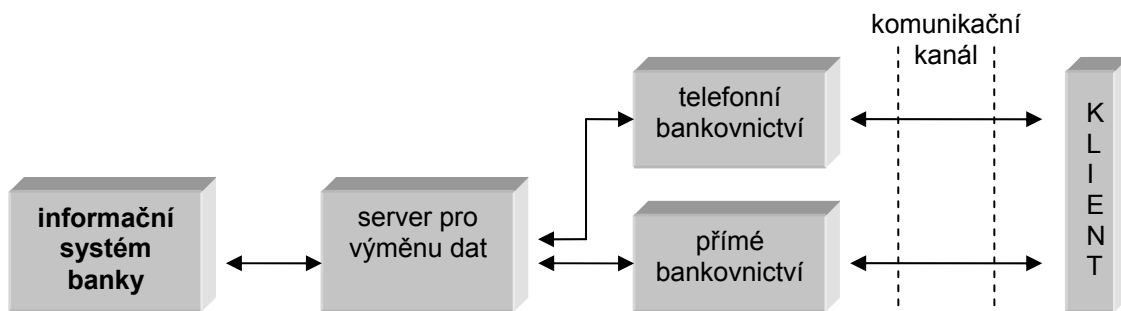 komunikační
kanál
telefonní
bankovnictví
informační
systém
banky
server pro
výměnu dat
přímé
bankovnictví
K
L
I
E
N
T